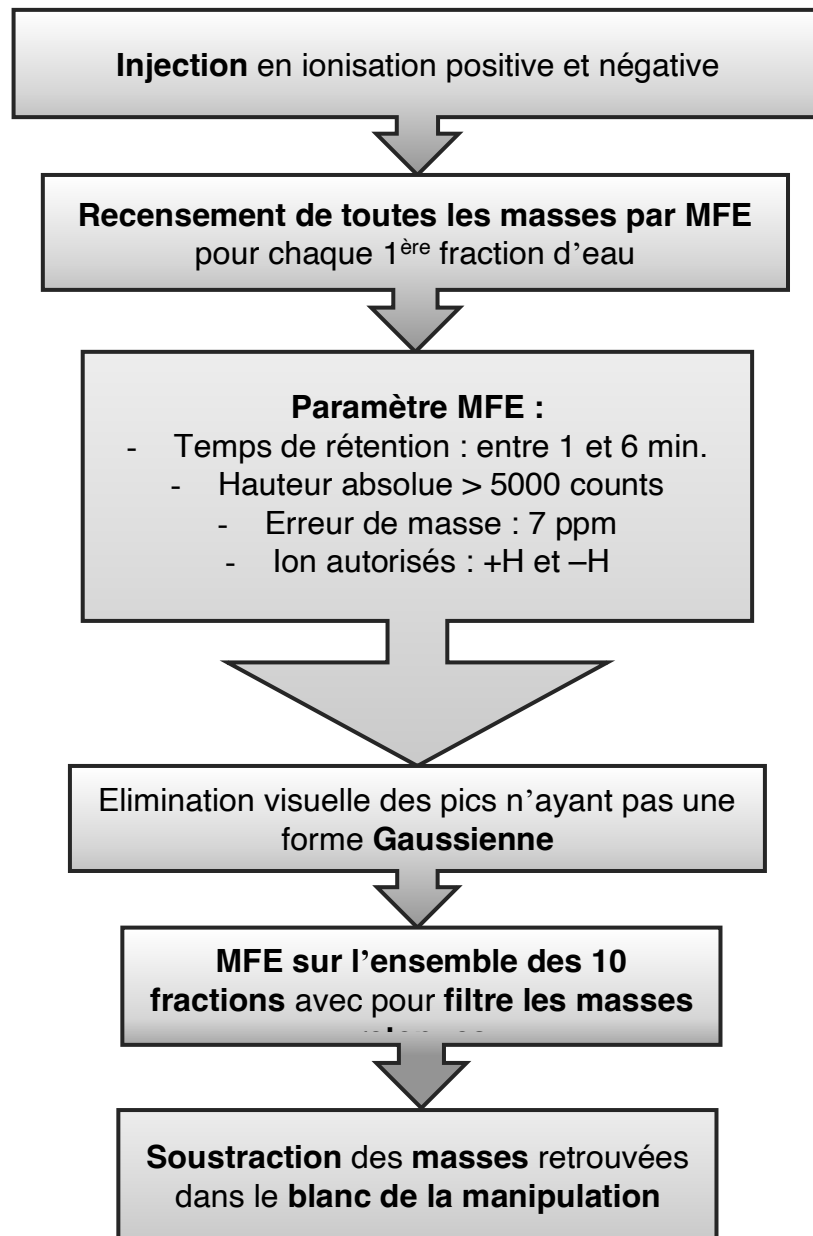 Injection en ionisation positive et négative
Recensement de toutes les masses par MFE
pour chaque 1ère fraction d’eau
Paramètre MFE :
- Temps de rétention : entre 1 et 6 min.
- Hauteur absolue > 5000 counts
- Erreur de masse : 7 ppm
- Ion autorisés : +H et –H
Elimination visuelle des pics n’ayant pas une
forme Gaussienne
MFE sur l’ensemble des 10
fractions avec pour filtre les masses
Soustraction des masses retrouvées
dans le blanc de la manipulation